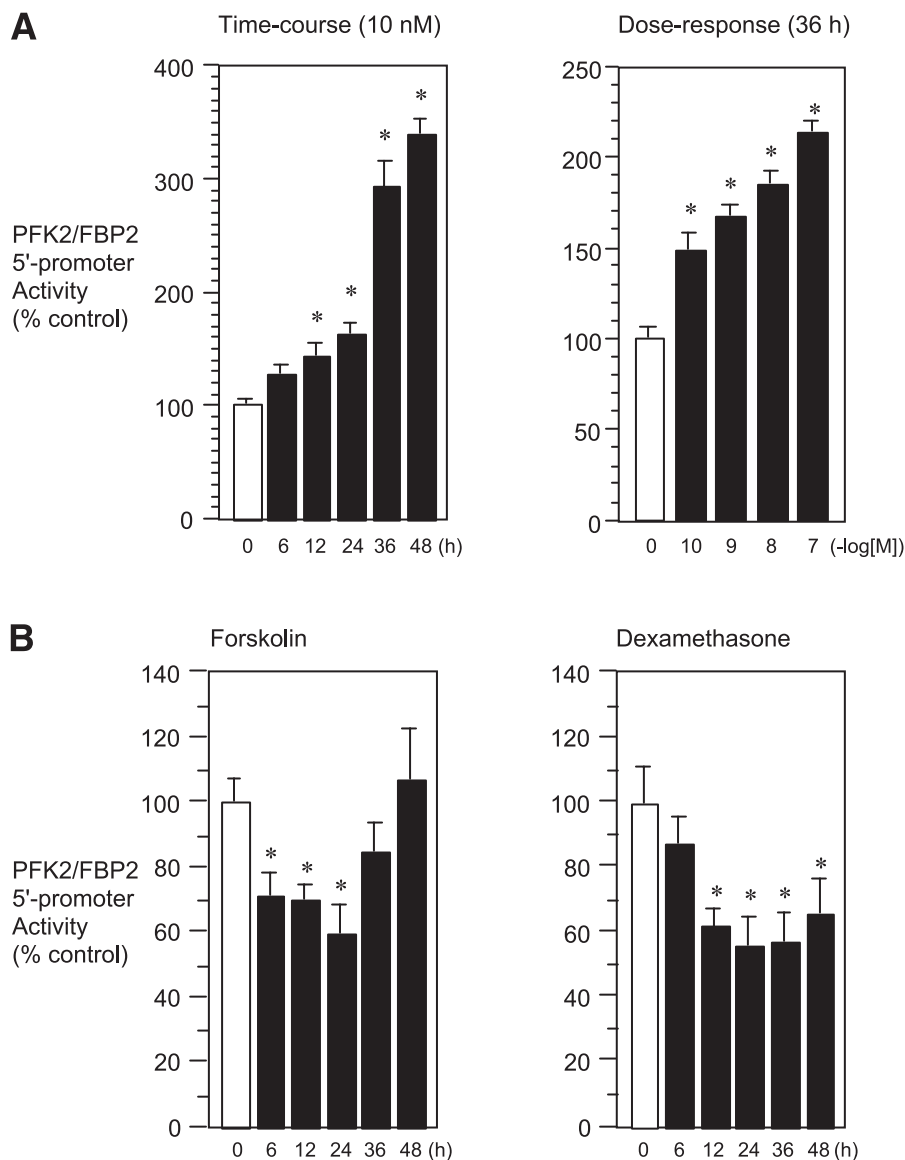 A
Time-course (10 nM)
Dose-response (36 h)
PFK2/FBP2
5'-promoter
Activity
(% control)
400
300
200
100
0
* * * *
0 6 12 24 36 48 (h)
250
200
150
100
50
0
* * * *
0 10 9 8 7 (-log[M])
B
Forskolin
Dexamethasone
PFK2/FBP2
5'-promoter
Activity
(% control)
140
120
100
80
60
40
20
0
* * *
0 6 12 24 36 48 (h)
140
120
100
80
60
40
20
0
* * * *
0 6 12 24 36 48 (h)